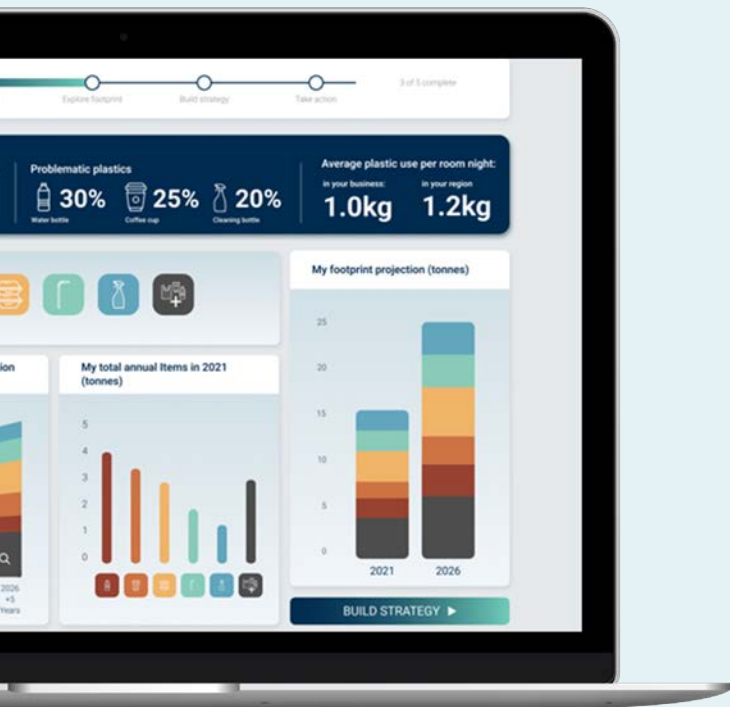 Explore footprint
Build strategy
Take action
3 of 5 complete
Problematic plastics
30%
Water bottle
25%
Coffee cup
20%
Cleaning bottle
Average plastic use per room night:
in your business:
1.0kg
in your region
1.2kg
ion
My total annual Items in 2021
(tonnes)
5
4
3
2
1
0
2026
+5
Years
My footprint projection (tonnes)
25
20
15
10
5
0
2021
2026
BUILD STRATEGY